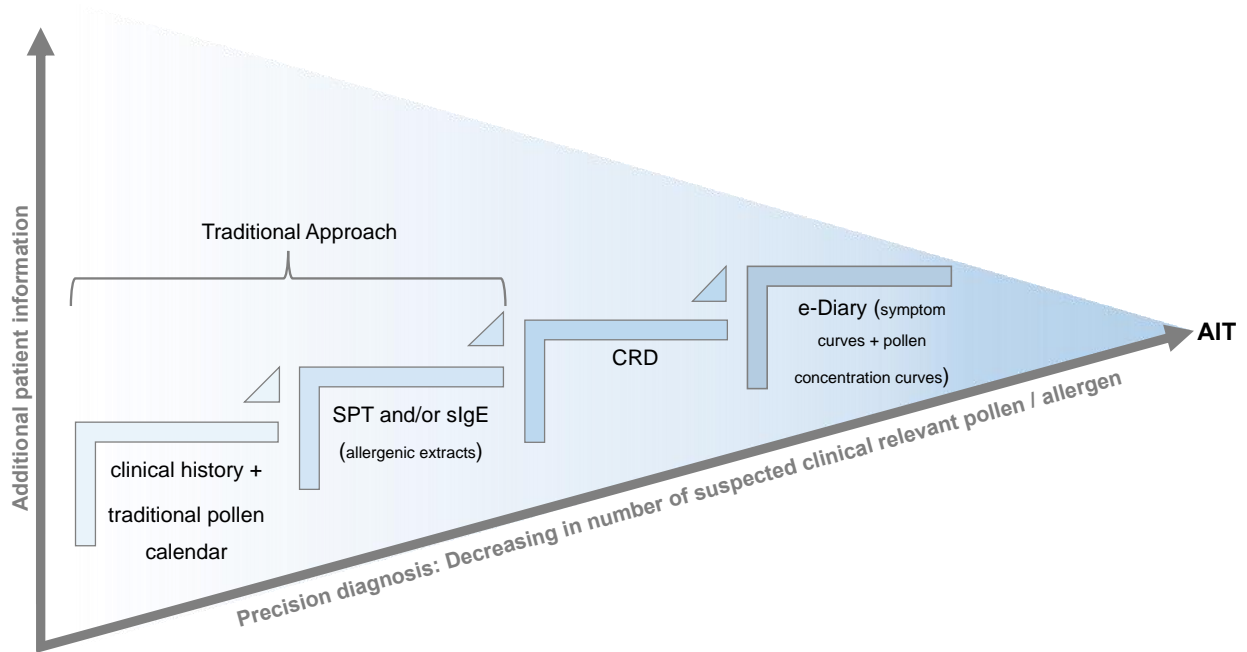 Additional patient information
Traditional Approach
clinical history +
traditional pollen
calendar
SPT and/or sIgE
(allergenic extracts)
CRD
e-Diary (symptom
curves + pollen
concentration curves)
AIT
Precision diagnosis: Decreasing in number of suspected clinical relevant pollen / allergen